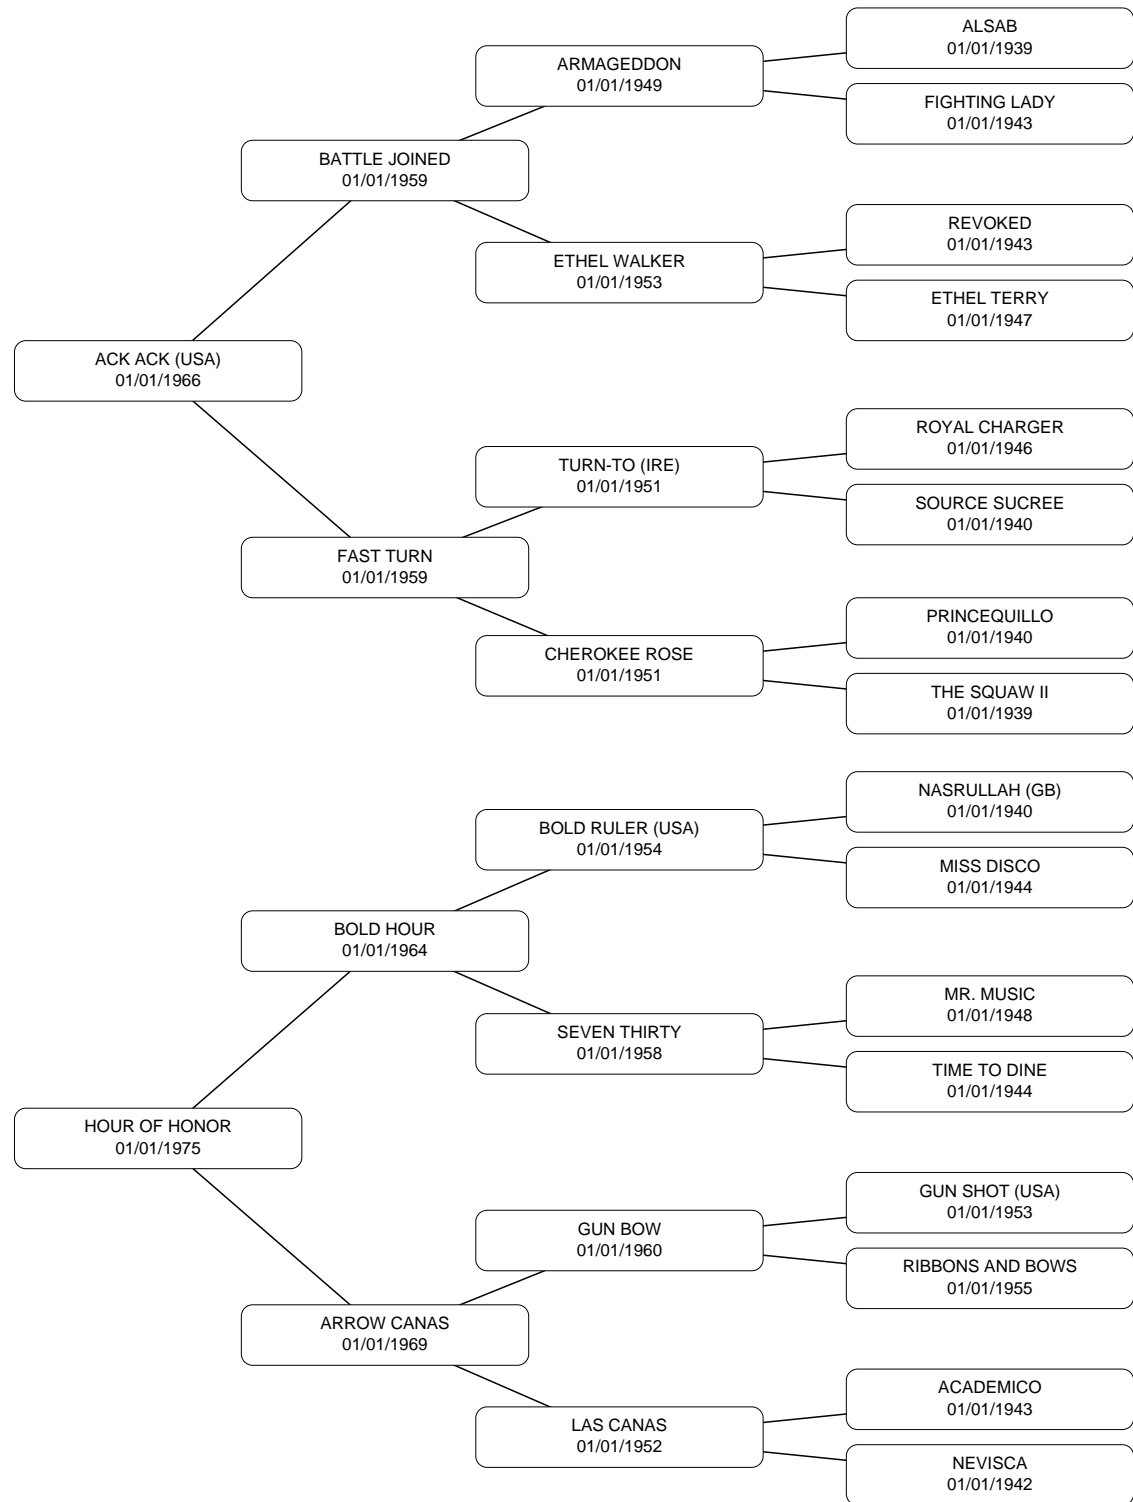 ALSAB
01/01/1939
ARMAGEDDON
01/01/1949
FIGHTING LADY
01/01/1943
BATTLE JOINED
01/01/1959
REVOKED
01/01/1943
ETHEL WALKER
01/01/1953
ETHEL TERRY
01/01/1947
ACK ACK (USA)
01/01/1966
ROYAL CHARGER
01/01/1946
TURN-TO (IRE)
01/01/1951
SOURCE SUCREE
01/01/1940
FAST TURN
01/01/1959
PRINCEQUILLO
01/01/1940
CHEROKEE ROSE
01/01/1951
THE SQUAW II
01/01/1939
NASRULLAH (GB)
01/01/1940
BOLD RULER (USA)
01/01/1954
MISS DISCO
01/01/1944
BOLD HOUR
01/01/1964
MR. MUSIC
01/01/1948
SEVEN THIRTY
01/01/1958
TIME TO DINE
01/01/1944
HOUR OF HONOR
01/01/1975
GUN SHOT (USA)
01/01/1953
GUN BOW
01/01/1960
RIBBONS AND BOWS
01/01/1955
ARROW CANAS
01/01/1969
ACADEMICO
01/01/1943
LAS CANAS
01/01/1952
NEVISCA
01/01/1942